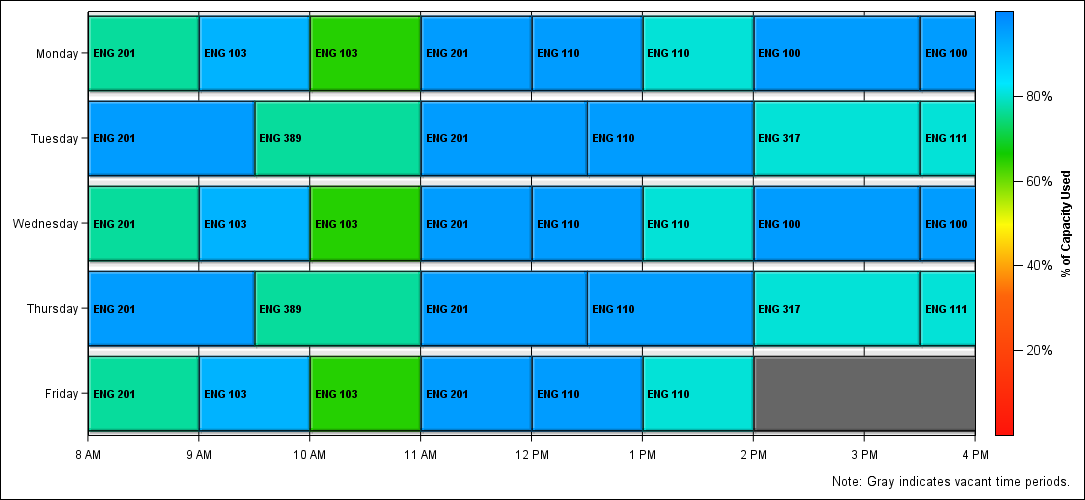 Monday ENG 201 ENG 103 ENG 103 ENG 201 ENG 110 ENG 110 ENG 100 ENG 100
Tuesday ENG 201 ENG 389 ENG 201 ENG 110 ENG 317 ENG 111
Wednesday ENG 201 ENG 103 ENG 103 ENG 201 ENG 110 ENG 110 ENG 100 ENG 100
Thursday ENG 201 ENG 389 ENG 201 ENG 110 ENG 317 ENG 111
Friday ENG 201 ENG 103 ENG 103 ENG 201 ENG 110 ENG 110
8 AM 9 AM 10 AM 11 AM 12 PM 1 PM 2 PM 3 PM 4 PM
80%
60%
40%
20%
% of Capacity Used
Note: Gray indicates vacant time periods.